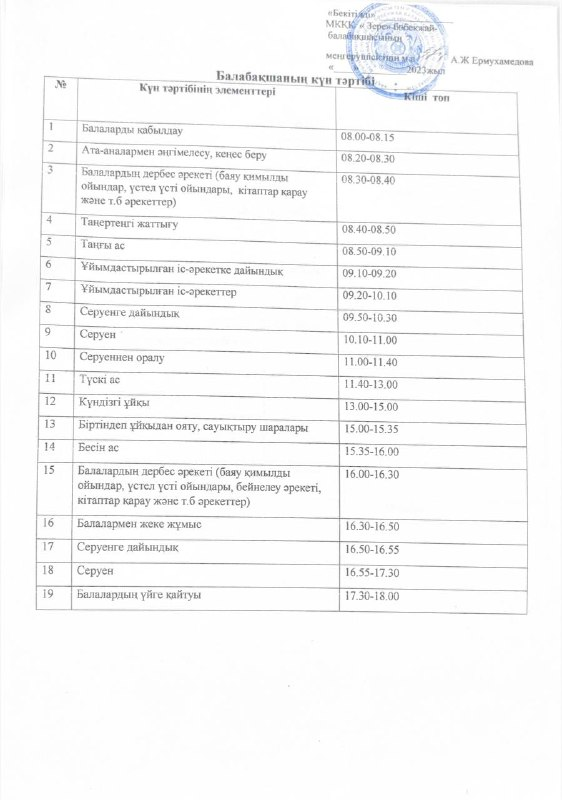 «Бекітілді»
МКҚК « Зере» бөбекжай-
балабақшасының
меңгерушісінің м.а. А.Ж Ермухамедова
« 2023жыл
Балабақшаның күн тәртібі
№ Күн тәртібінің элементтері Кіші топ
1 Балаларды қабылдау 08.00-08.15
2 Ата-аналармен әңгімелесу, кеңес беру 08.20-08.30
3 Балалардың дербес әрекеті (баяу қимылды 08.30-08.40
ойындар, үстел үсті ойындары, кітаптар қарау
және т.б әрекеттер)
4 Таңертеңгі жаттығу 08.40-08.50
5 Таңғы ас 08.50-09.10
6 Ұйымдастырылған іс-әрекетке дайындық 09.10-09.20
7 Ұйымдастырылған іс-әрекеттер 09.20-10.10
8 Серуенге дайындық 09.50-10.30
9 Серуен 10.10-11.00
10 Серуеннен оралу 11.00-11.40
11 Түскі ас 11.40-13.00
12 Күндізгі ұйқы 13.00-15.00
13 Біртіндеп ұйқыдан ояту, сауықтыру шаралары 15.00-15.35
14 Бесін ас 15.35-16.00
15 Балалардың дербес әрекеті (баяу қимылды 16.00-16.30
ойындар, үстел үсті ойындары, бейнелеу әрекеті,
кітаптар қарау және т.б әрекеттер)
16 Балалармен жеке жұмыс 16.30-16.50
17 Серуенге дайындық 16.50-16.55
18 Серуен 16.55-17.30
19 Балалардың үйге қайтуы 17.30-18.00